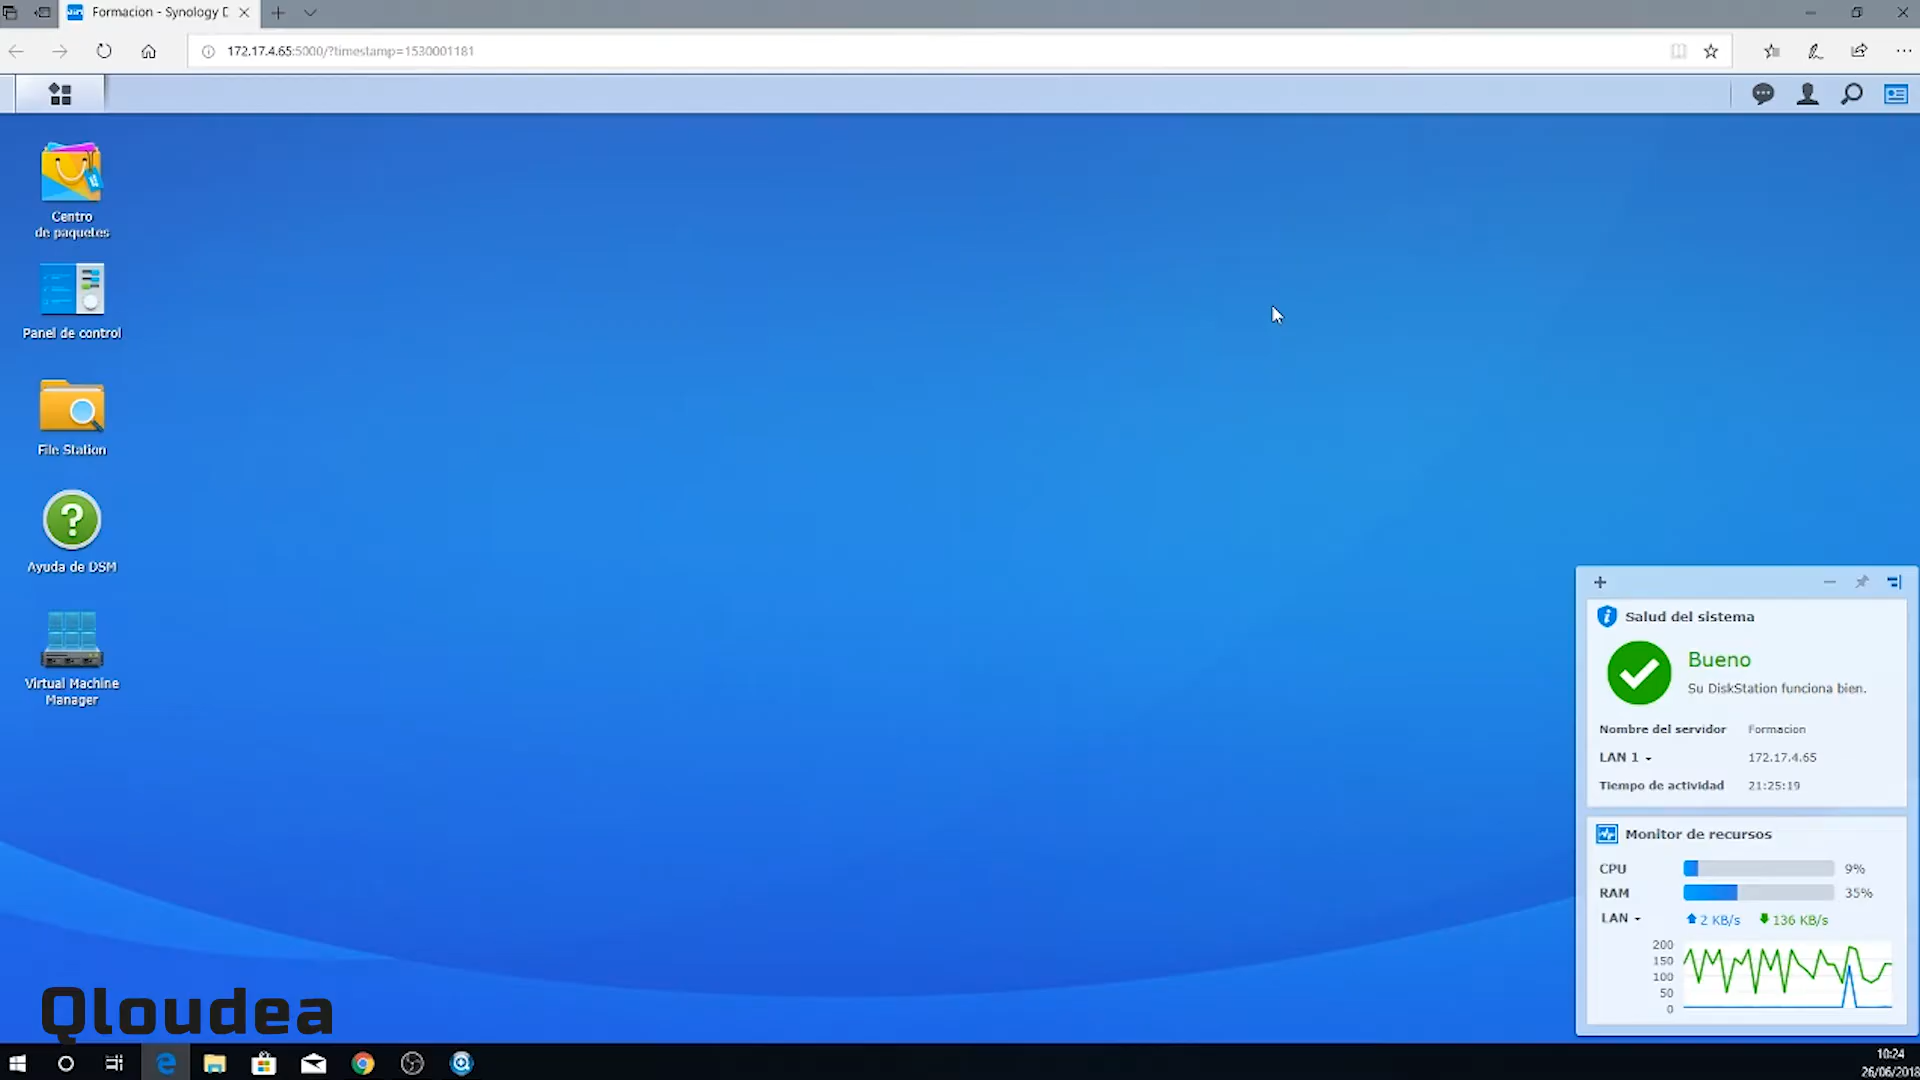 Formacion - Synology D
172.17.4.65:5000/?timestamp=1530001181
Centro
de paquetes
Panel de control
File Station
Ayuda de DSM
Virtual Machine
Manager
Salud del sistema
Bueno
Su DiskStation funciona bien.
Nombre del servidor Formacion
LAN 1 172.17.4.65
Tiempo de actividad 21:25:19
Monitor de recursos
CPU 9%
RAM 35%
LAN 2 KB/s 136 KB/s
200
150
100
50
0
Qloudea
10:24
26/06/2018